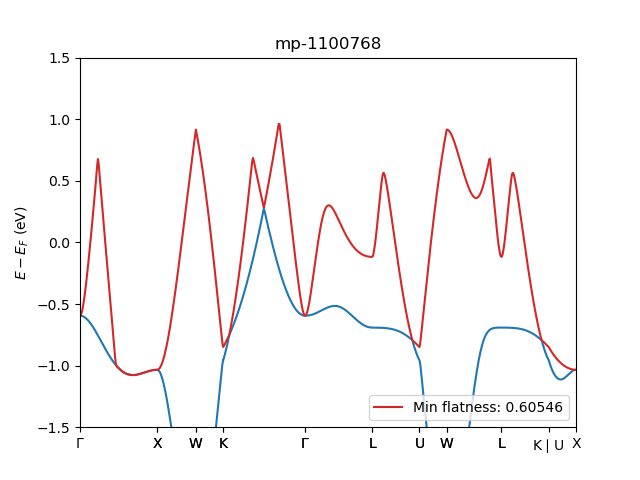 mp-1100768
E − E_F (eV)
1.5
1.0
0.5
0.0
−0.5
−1.0
−1.5
Min flatness: 0.60546
Γ X W K Γ L U W L K | U X